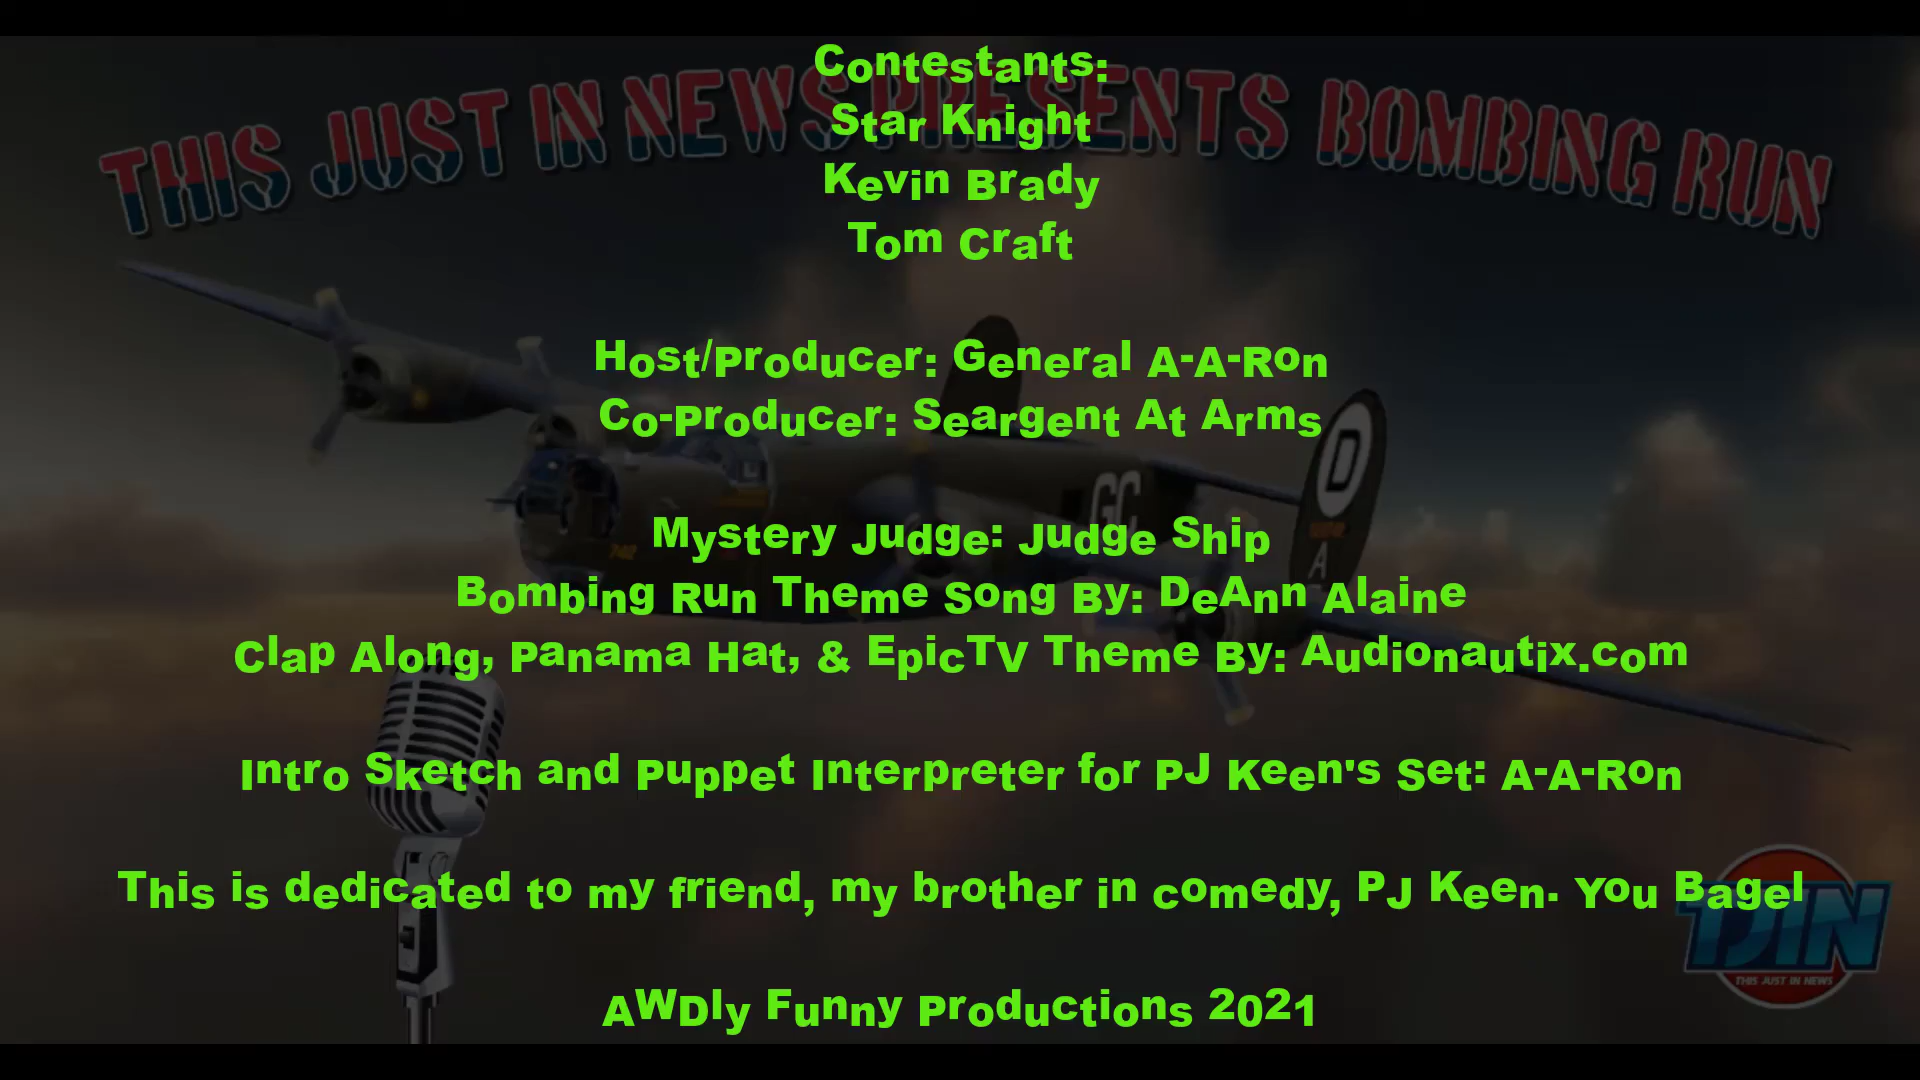 THIS JUST IN NEWS PRESENTS BOMBING RUN
Contestants:
Star Knight
Kevin Brady
Tom Craft
Host/Producer: General A-A-Ron
Co-Producer: Seargent At Arms
Mystery Judge: Judge Ship
Bombing Run Theme Song By: DeAnn Alaine
Clap Along, Panama Hat, & EpicTV Theme By: Audionautix.com
Intro Sketch and Puppet Interpreter for PJ Keen's Set: A-A-Ron
This is dedicated to my friend, my brother in comedy, PJ Keen. You Bagel
AWDly Funny Productions 2021
D
GC
A
742
TJIN
THIS JUST IN NEWS